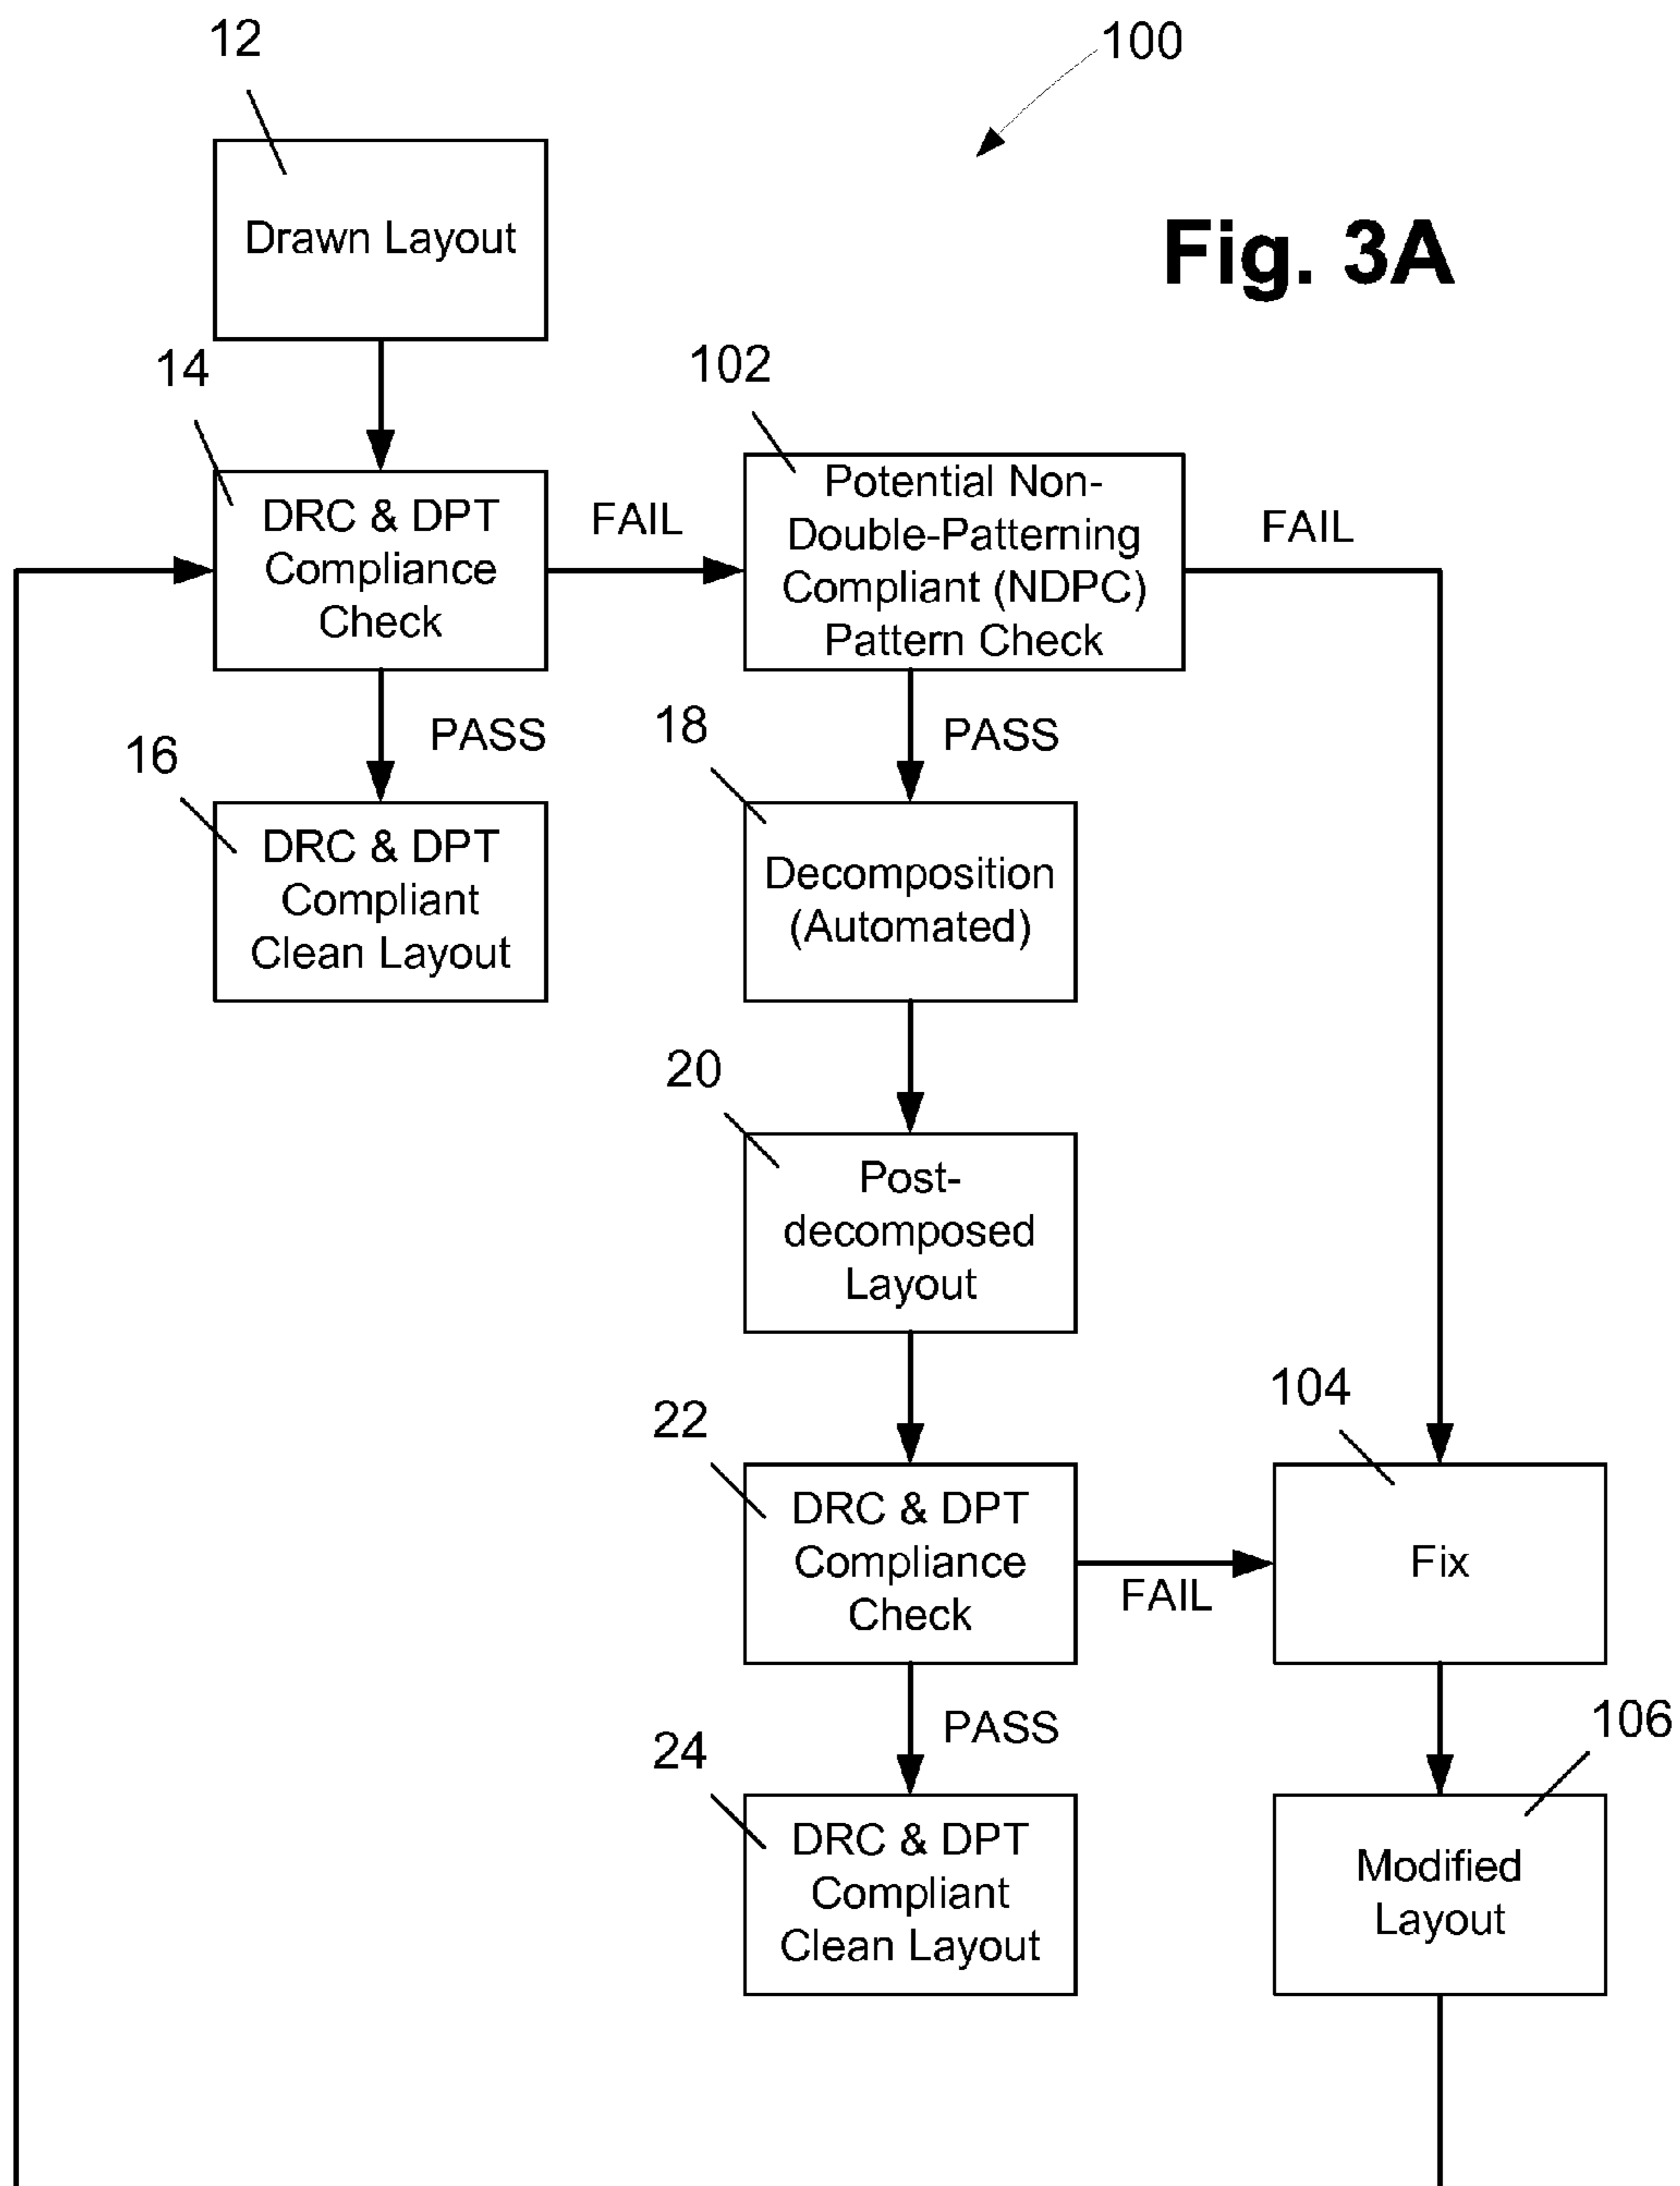 12
100
Drawn Layout
Fig. 3A
14
102
DRC & DPT
Compliance
Check
FAIL
Potential Non-
Double-Patterning
Compliant (NDPC)
Pattern Check
FAIL
PASS
16
18
PASS
DRC & DPT
Compliant
Clean Layout
Decomposition
(Automated)
20
Post-
decomposed
Layout
22
104
DRC & DPT
Compliance
Check
FAIL
Fix
PASS
24
106
DRC & DPT
Compliant
Clean Layout
Modified
Layout